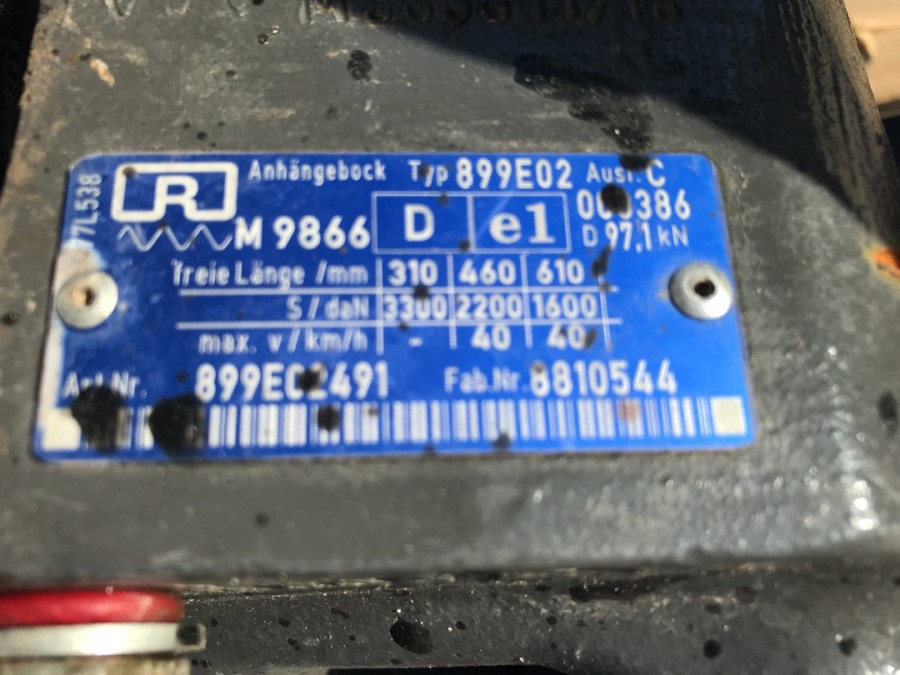 Anhängebock Typ 899E02 Ausf. C
77L538
R
M 9866 D e1 000386
D 97,1 kN
freie Länge /mm 310 460 610
S/daN 3300 2200 1600
max. v/km/h - 40 40
Art.Nr. 899E02491 Fab.Nr. 8810544